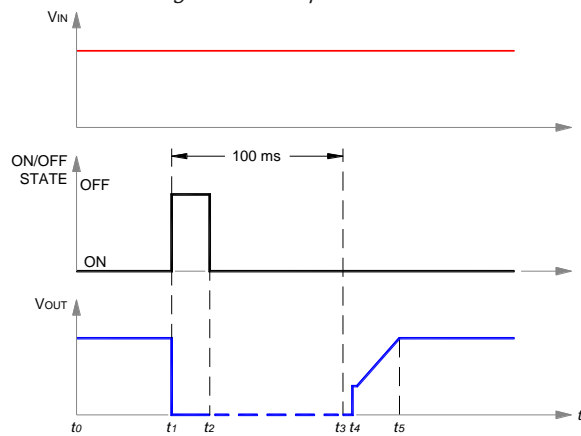 VIN
100 ms
ON/OFF
STATE
OFF
ON
VOUT
t
t0 t1 t2 t3 t4 t5